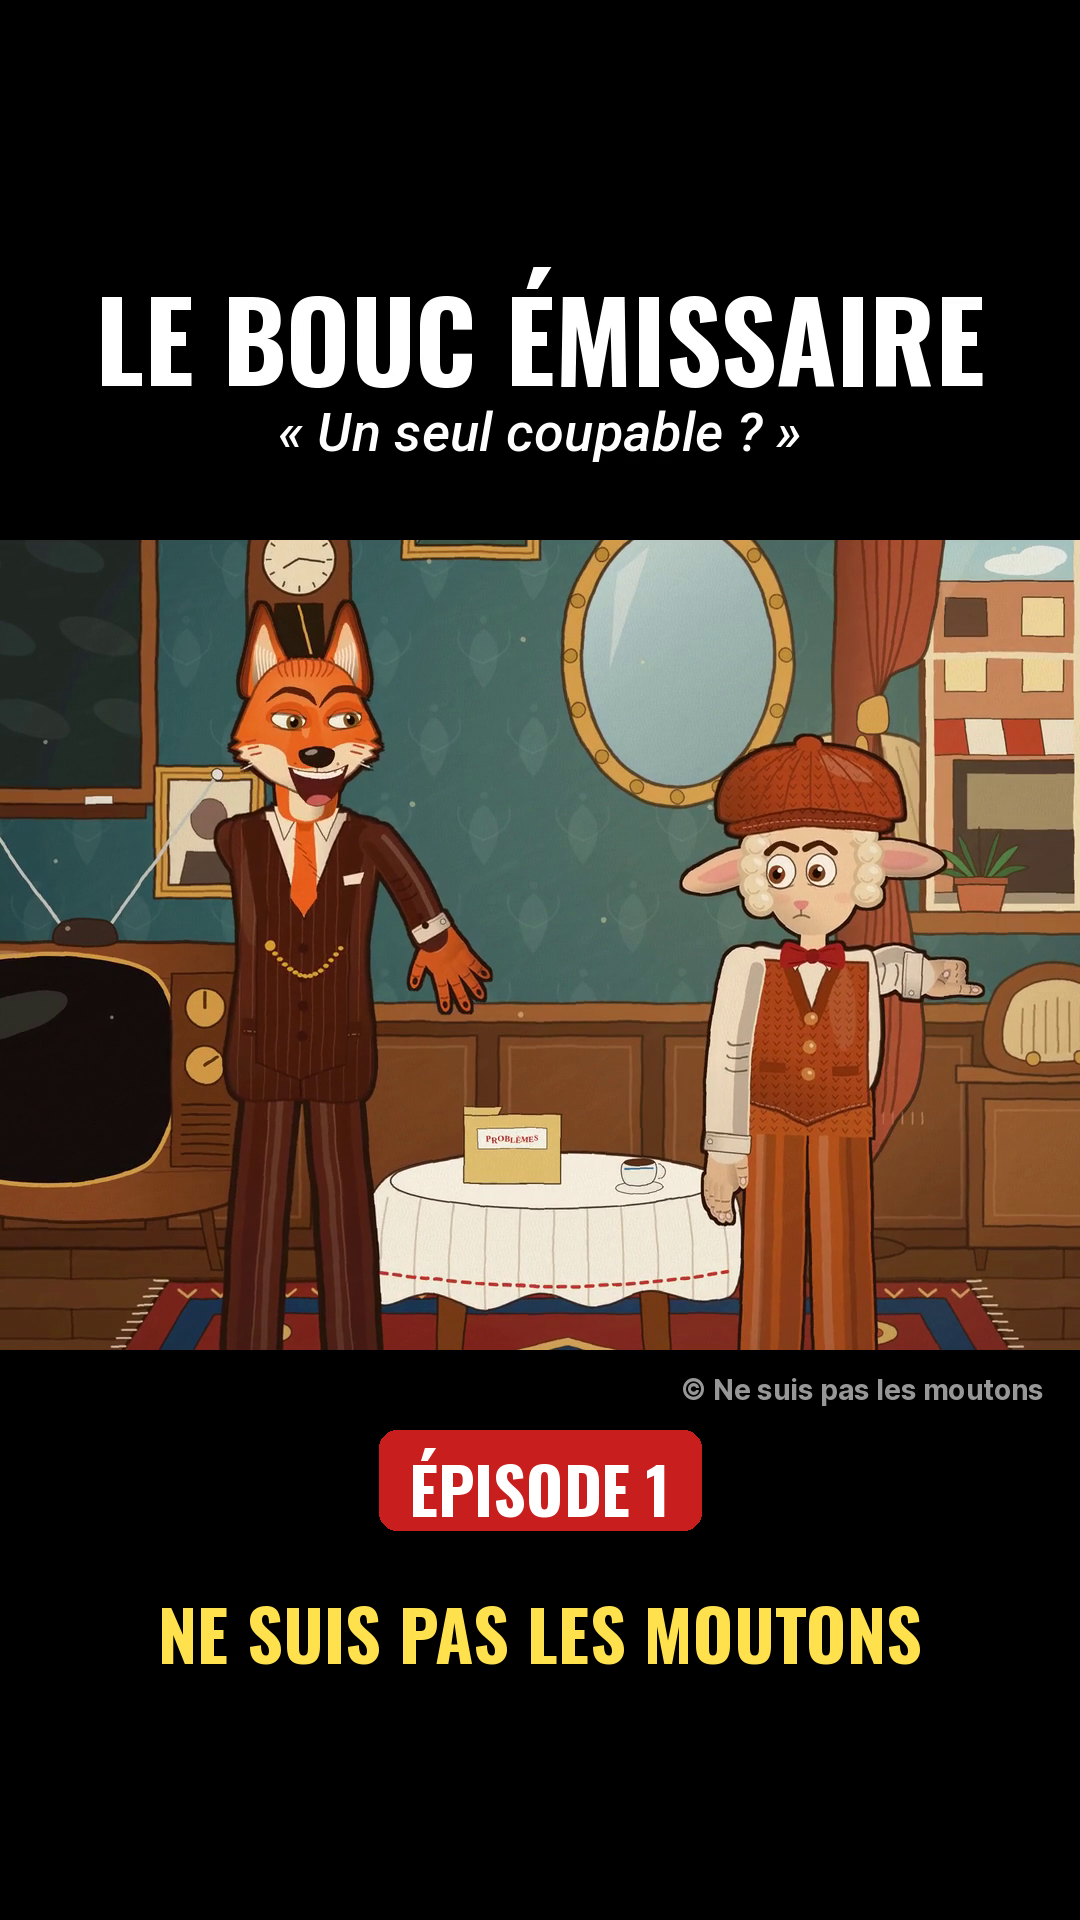 LE BOUC ÉMISSAIRE
« Un seul coupable ? »
PROBLÈMES
© Ne suis pas les moutons
ÉPISODE 1
NE SUIS PAS LES MOUTONS